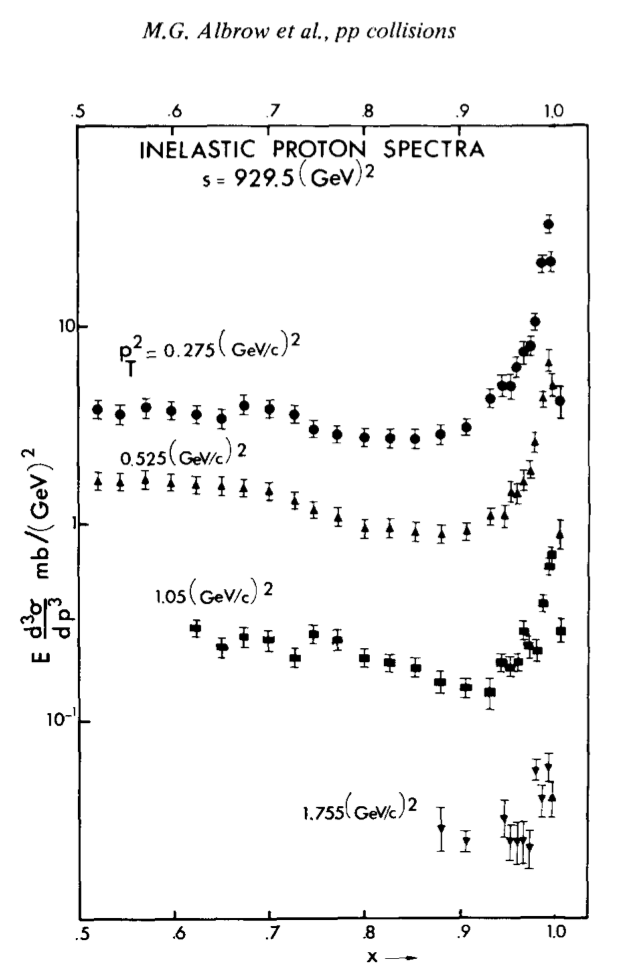 M.G. Albrow et al., pp collisions
.5 .6 .7 .8 .9 1.0
INELASTIC PROTON SPECTRA
s = 929.5 (GeV)²
10
p_T² = 0.275 (GeV/c)²
0.525 (GeV/c)²
1
E d³σ/dp³ mb/(GeV)²
1.05 (GeV/c)²
10⁻¹
1.755 (GeV/c)²
.5 .6 .7 .8 .9 1.0
x →